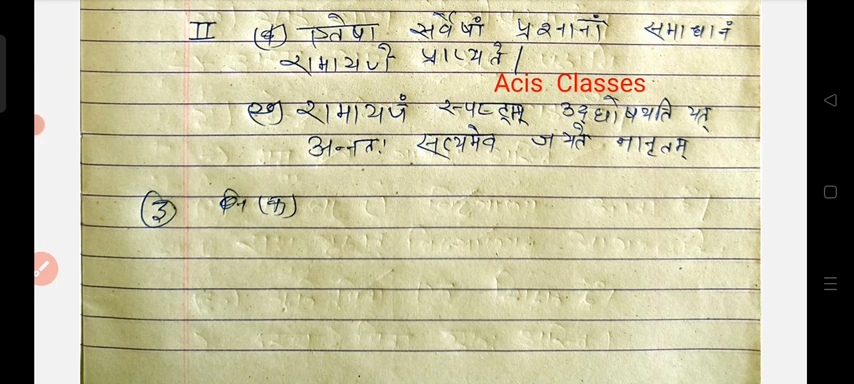 II (क) एतेषा सर्वेषां प्रश्नानां समाधानं
रामायणे प्राप्यते।
Acis Classes
(ख) रामायणं स्पष्टम् उद्घोषयति यत्
अन्ततः सत्यमेव जयते नानृतम्
(३) (क)